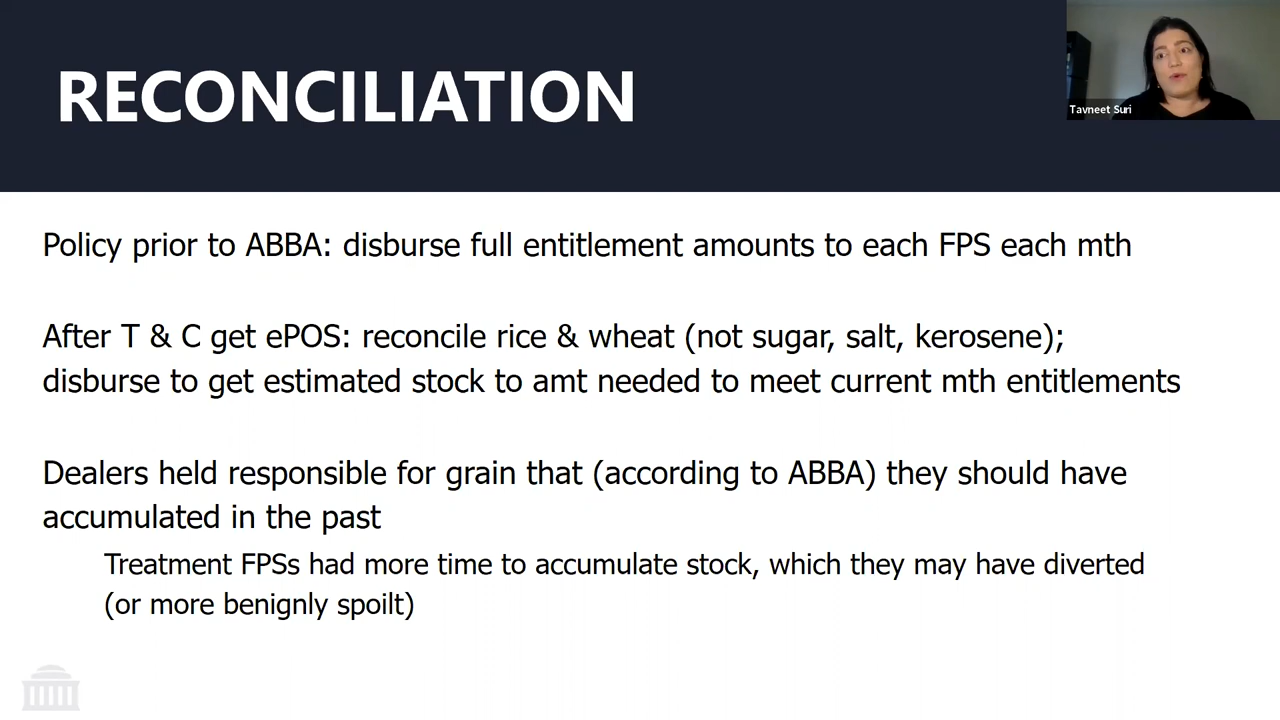 RECONCILIATION
Tavneet Suri
Policy prior to ABBA: disburse full entitlement amounts to each FPS each mth
After T & C get ePOS: reconcile rice & wheat (not sugar, salt, kerosene);
disburse to get estimated stock to amt needed to meet current mth entitlements
Dealers held responsible for grain that (according to ABBA) they should have
accumulated in the past
Treatment FPSs had more time to accumulate stock, which they may have diverted
(or more benignly spoilt)